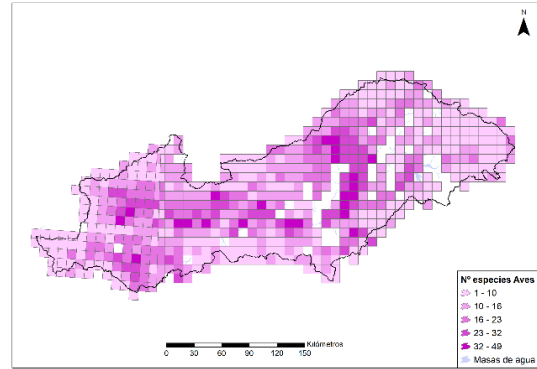 N
Nº especies Aves
1 - 10
10 - 16
16 - 23
23 - 32
32 - 49
Masas de agua
Kilómetros
0 30 60 90 120 150